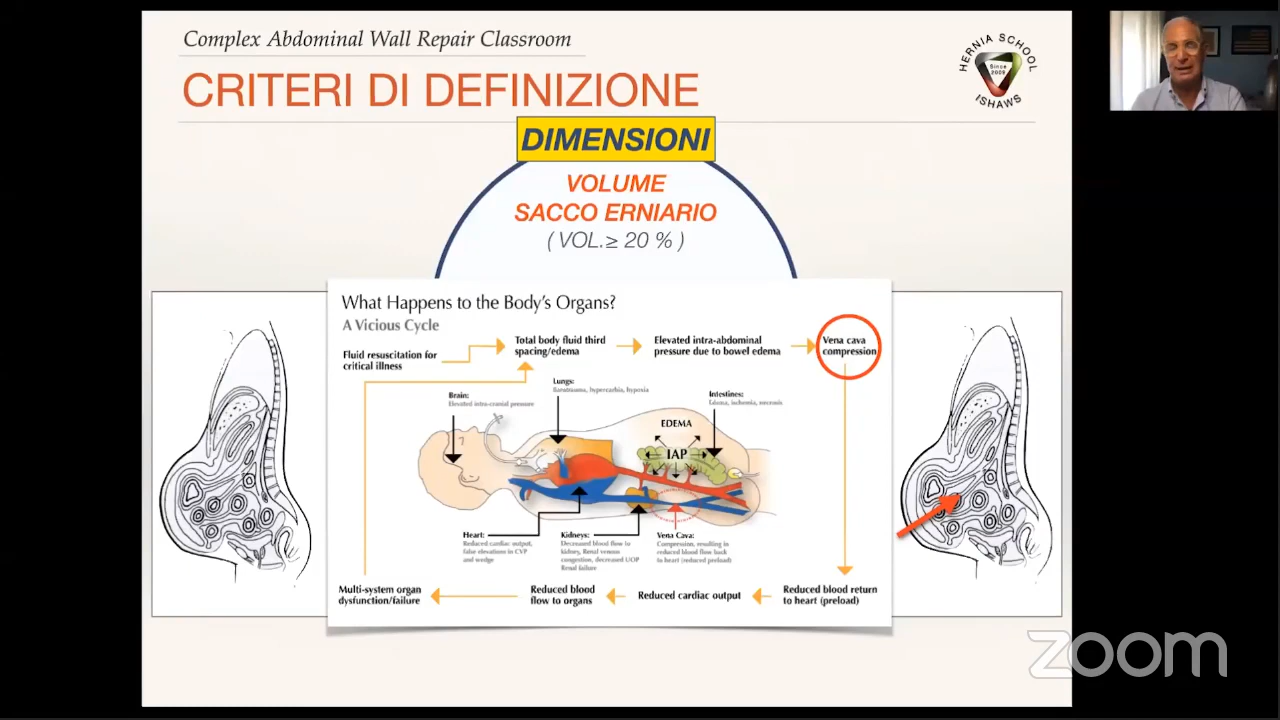 Complex Abdominal Wall Repair Classroom
CRITERI DI DEFINIZIONE
HERNIA SCHOOL
Since
2009
ISHAWS
DIMENSIONI
VOLUME
SACCO ERNIARIO
( VOL.≥ 20 % )
What Happens to the Body's Organs?
A Vicious Cycle
Fluid resuscitation for
critical illness
Total body fluid third
spacing/edema
Elevated intra-abdominal
pressure due to bowel edema
Vena cava
compression
Brain:
Elevated intra-cranial pressure
Lungs:
Barotrauma, hypercarbia, hypoxia
Intestines:
Edema, ischemia, necrosis
EDEMA
IAP
Heart:
Reduced cardiac output,
false elevations in CVP
and wedge
Kidneys:
Decreased blood flow to
kidney, Renal venous
congestion, decreased UOP
Renal failure
Vena Cava:
Compression, resulting in
reduced blood flow back
to heart (reduced preload)
Multi-system organ
dysfunction/failure
Reduced blood
flow to organs
Reduced cardiac output
Reduced blood return
to heart (preload)
zoom